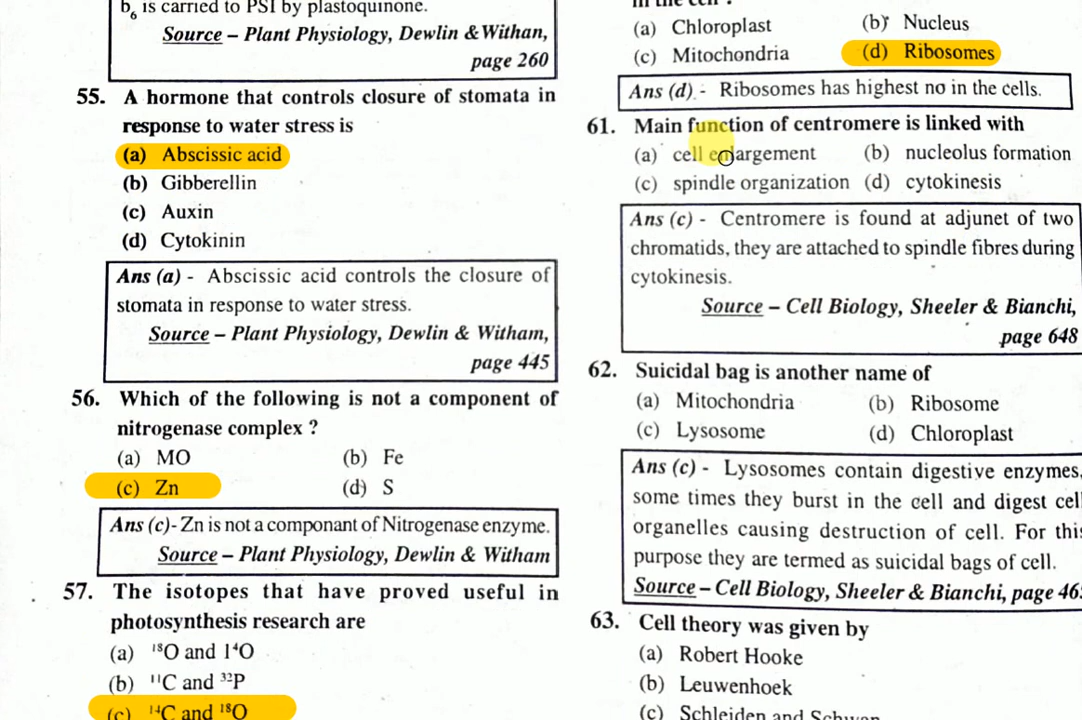 b₆ is carried to PSI by plastoquinone.
Source – Plant Physiology, Dewlin & Withan,
page 260
55. A hormone that controls closure of stomata in
response to water stress is
(a) Abscissic acid
(b) Gibberellin
(c) Auxin
(d) Cytokinin
Ans (a) - Abscissic acid controls the closure of
stomata in response to water stress.
Source – Plant Physiology, Dewlin & Witham,
page 445
56. Which of the following is not a component of
nitrogenase complex ?
(a) MO (b) Fe
(c) Zn (d) S
Ans (c)- Zn is not a componant of Nitrogenase enzyme.
Source – Plant Physiology, Dewlin & Witham
57. The isotopes that have proved useful in
photosynthesis research are
(a) ¹⁸O and 1⁴O
(b) ¹¹C and ³²P
(c) ¹⁴C and ¹⁸O
in the cell ?
(a) Chloroplast (b) Nucleus
(c) Mitochondria (d) Ribosomes
Ans (d) - Ribosomes has highest no in the cells.
61. Main function of centromere is linked with
(a) cell enlargement (b) nucleolus formation
(c) spindle organization (d) cytokinesis
Ans (c) - Centromere is found at adjunet of two
chromatids, they are attached to spindle fibres during
cytokinesis.
Source – Cell Biology, Sheeler & Bianchi,
page 648
62. Suicidal bag is another name of
(a) Mitochondria (b) Ribosome
(c) Lysosome (d) Chloroplast
Ans (c) - Lysosomes contain digestive enzymes,
some times they burst in the cell and digest cell
organelles causing destruction of cell. For this
purpose they are termed as suicidal bags of cell.
Source – Cell Biology, Sheeler & Bianchi, page 46
63. Cell theory was given by
(a) Robert Hooke
(b) Leuwenhoek
(c) Schleiden and Schwan